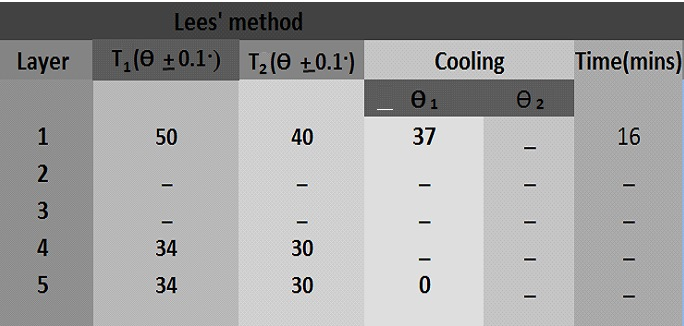 Lees' method
Layer T₁(ϴ ±0.1˙) T₂(ϴ ±0.1˙) Cooling Time(mins)
_ ϴ₁ ϴ₂
1 50 40 37 _ 16
2 _ _ _ _ _
3 _ _ _ _ _
4 34 30 _ _ _
5 34 30 0 _ _